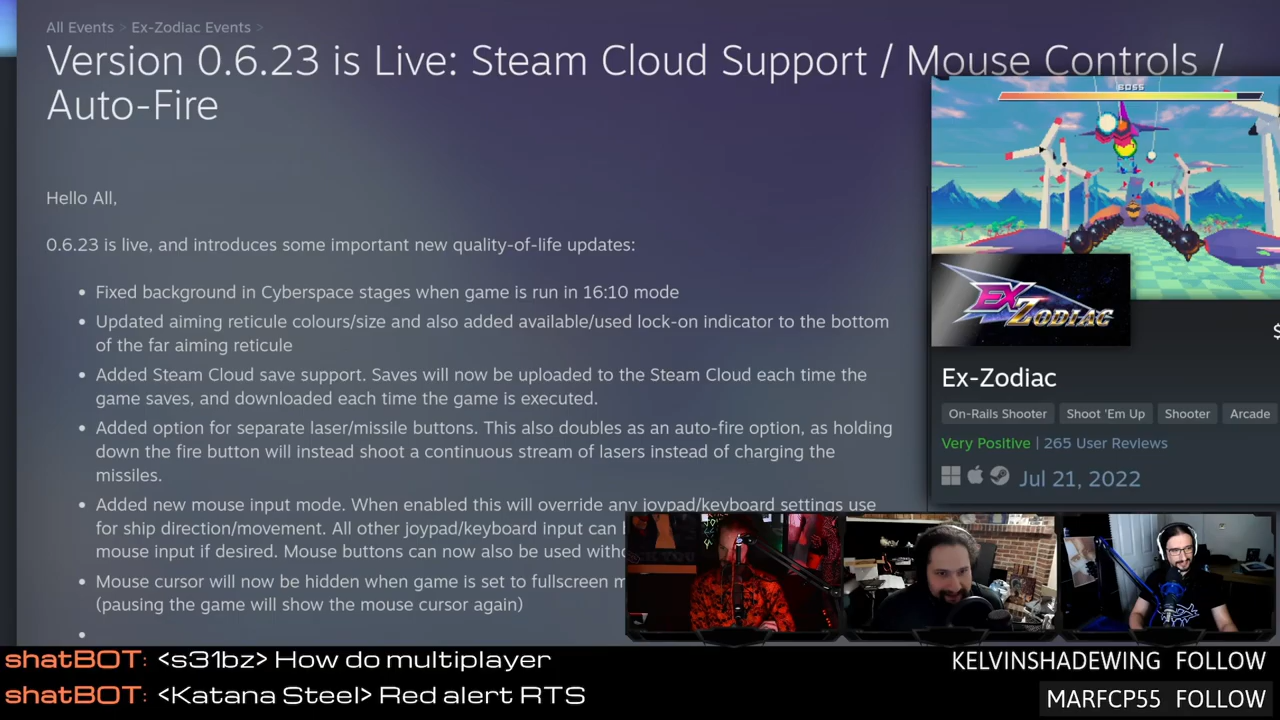 All Events > Ex-Zodiac Events >
Version 0.6.23 is Live: Steam Cloud Support / Mouse Controls /
Auto-Fire
Hello All,
0.6.23 is live, and introduces some important new quality-of-life updates:
• Fixed background in Cyberspace stages when game is run in 16:10 mode
• Updated aiming reticule colours/size and also added available/used lock-on indicator to the bottom
of the far aiming reticule
• Added Steam Cloud save support. Saves will now be uploaded to the Steam Cloud each time the
game saves, and downloaded each time the game is executed.
• Added option for separate laser/missile buttons. This also doubles as an auto-fire option, as holding
down the fire button will instead shoot a continuous stream of lasers instead of charging the
missiles.
• Added new mouse input mode. When enabled this will override any joypad/keyboard settings use
for ship direction/movement. All other joypad/keyboard input can
mouse input if desired. Mouse buttons can now also be used
• Mouse cursor will now be hidden when game is set to fullscreen
(pausing the game will show the mouse cursor again)
•
BOSS
EX ZODIAC
$
Ex-Zodiac
On-Rails Shooter Shoot 'Em Up Shooter Arcade
Very Positive | 265 User Reviews
Jul 21, 2022
shatBOT: <s31bz> How do multiplayer
shatBOT: <Katana Steel> Red alert RTS
KELVINSHADEWING FOLLOW
MARFCP55 FOLLOW